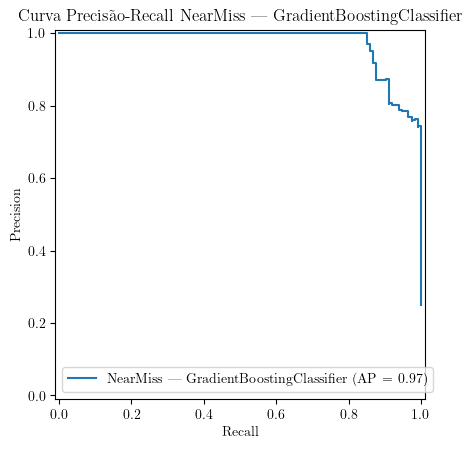 Curva Precisão-Recall NearMiss — GradientBoostingClassifier
1.0
0.8
0.6
0.4
0.2
0.0
Precision
NearMiss — GradientBoostingClassifier (AP = 0.97)
0.0 0.2 0.4 0.6 0.8 1.0
Recall